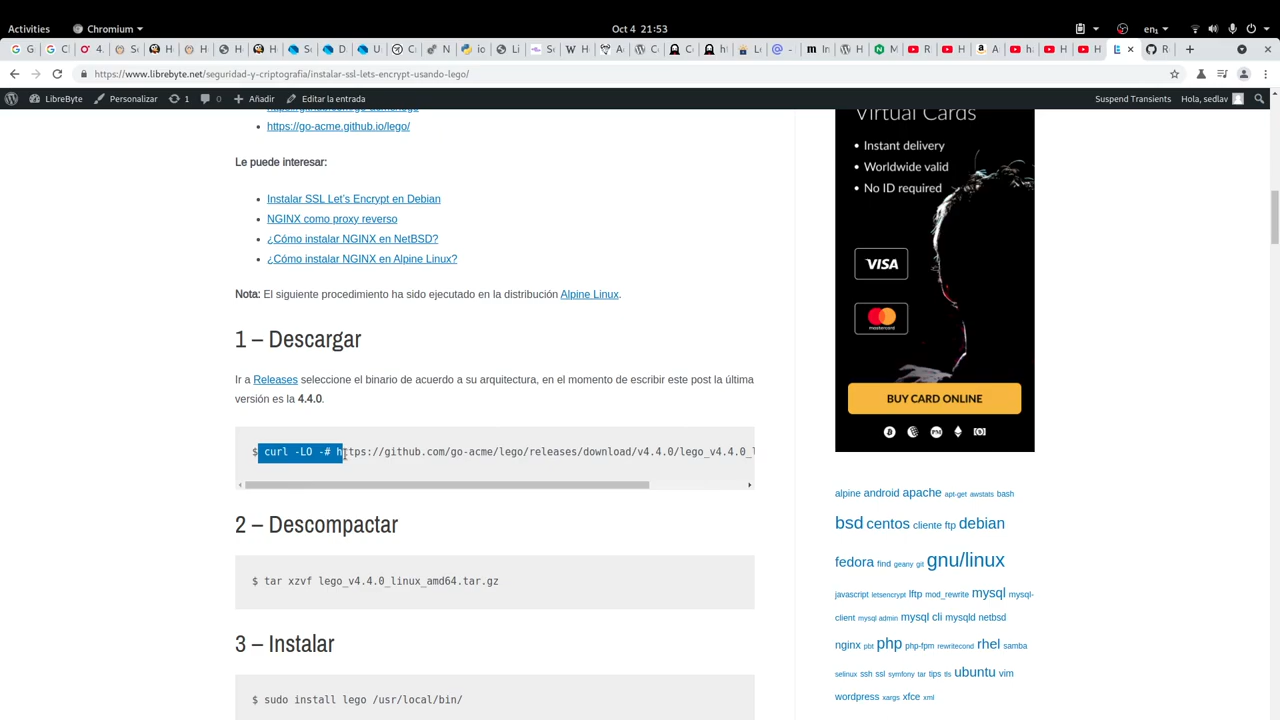 Activities
Chromium
Oct 4 21:53
en₁
https://www.librebyte.net/seguridad-y-criptografia/instalar-ssl-lets-encrypt-usando-lego/
LibreByte
Personalizar
1
0
Añadir
Editar la entrada
Suspend Transients
Hola, sedlav
https://go-acme.github.io/lego/
Le puede interesar:
Instalar SSL Let’s Encrypt en Debian
NGINX como proxy reverso
¿Cómo instalar NGINX en NetBSD?
¿Cómo instalar NGINX en Alpine Linux?
Nota: El siguiente procedimiento ha sido ejecutado en la distribución Alpine Linux.
1 – Descargar
Ir a Releases seleccione el binario de acuerdo a su arquitectura, en el momento de escribir este post la última
versión es la 4.4.0.
$ curl -LO -# https://github.com/go-acme/lego/releases/download/v4.4.0/lego_v4.4.0_l
2 – Descompactar
$ tar xzvf lego_v4.4.0_linux_amd64.tar.gz
3 – Instalar
$ sudo install lego /usr/local/bin/
Virtual Cards
• Instant delivery
• Worldwide valid
• No ID required
VISA
mastercard
BUY CARD ONLINE
alpine android apache apt-get awstats bash
bsd centos cliente ftp debian
fedora find geany git gnu/linux
javascript letsencrypt lftp mod_rewrite mysql mysql-
client mysql admin mysql cli mysqld netbsd
nginx pbt php php-fpm rewritecond rhel samba
selinux ssh ssl symfony tar tips tls ubuntu vim
wordpress xargs xfce xml